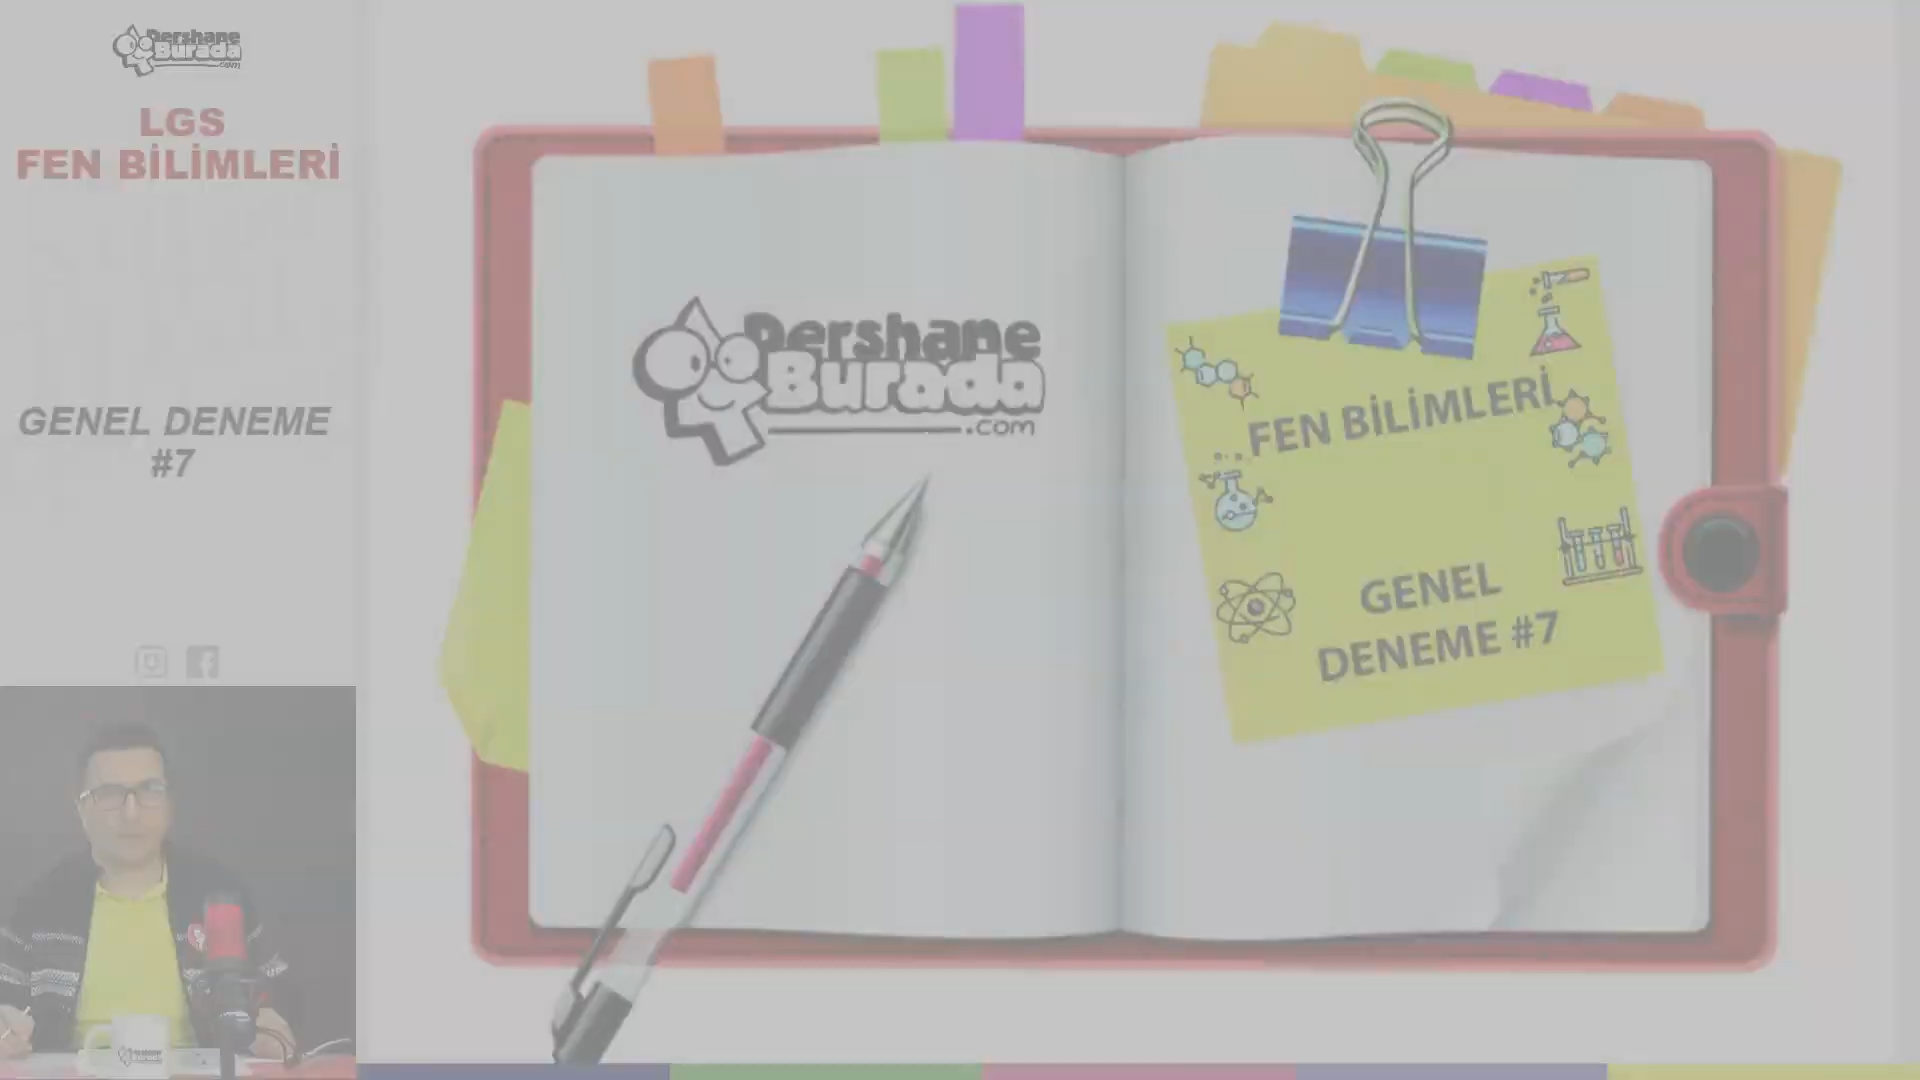 Dershane
Burada
.com
LGS
FEN BİLİMLERİ
GENEL DENEME
#7
Dershane
Burada
.com
FEN BİLİMLERİ
GENEL
DENEME #7